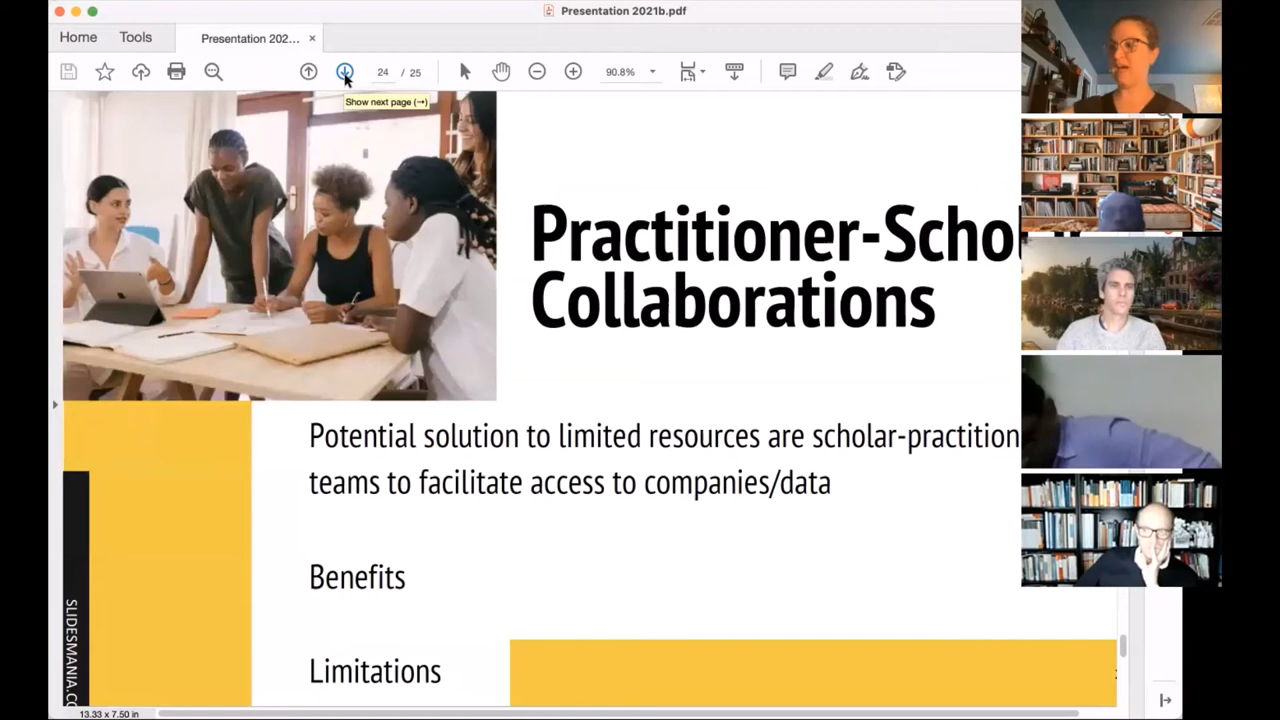 Presentation 2021b.pdf
Home
Tools
Presentation 202...
×
24 / 25
90.8%
Show next page (→)
Practitioner-Schol
Collaborations
Potential solution to limited resources are scholar-practition
teams to facilitate access to companies/data
Benefits
Limitations
SLIDESMANIA.CO
13.33 x 7.50 in